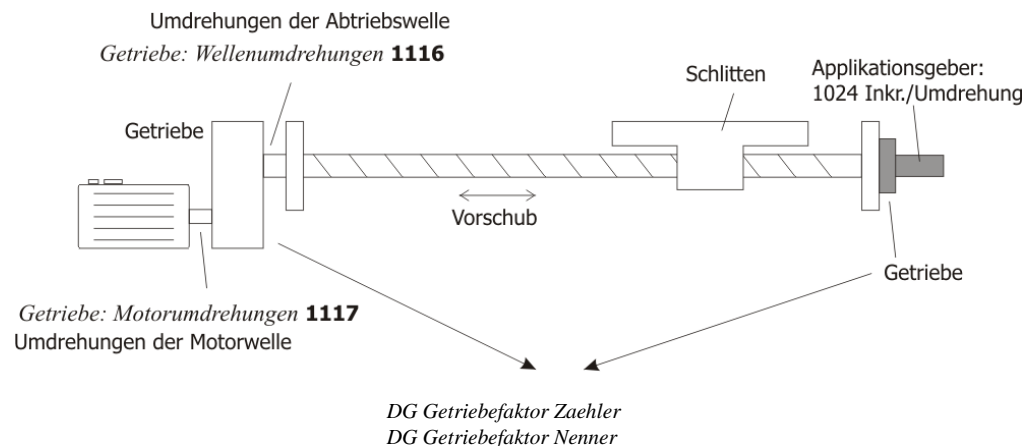 Umdrehungen der Abtriebswelle
Getriebe: Wellenumdrehungen 1116
Schlitten
Applikationsgeber:
1024 Inkr./Umdrehung
Getriebe
Vorschub
Getriebe
Getriebe: Motorumdrehungen 1117
Umdrehungen der Motorwelle
DG Getriebefaktor Zaehler
DG Getriebefaktor Nenner